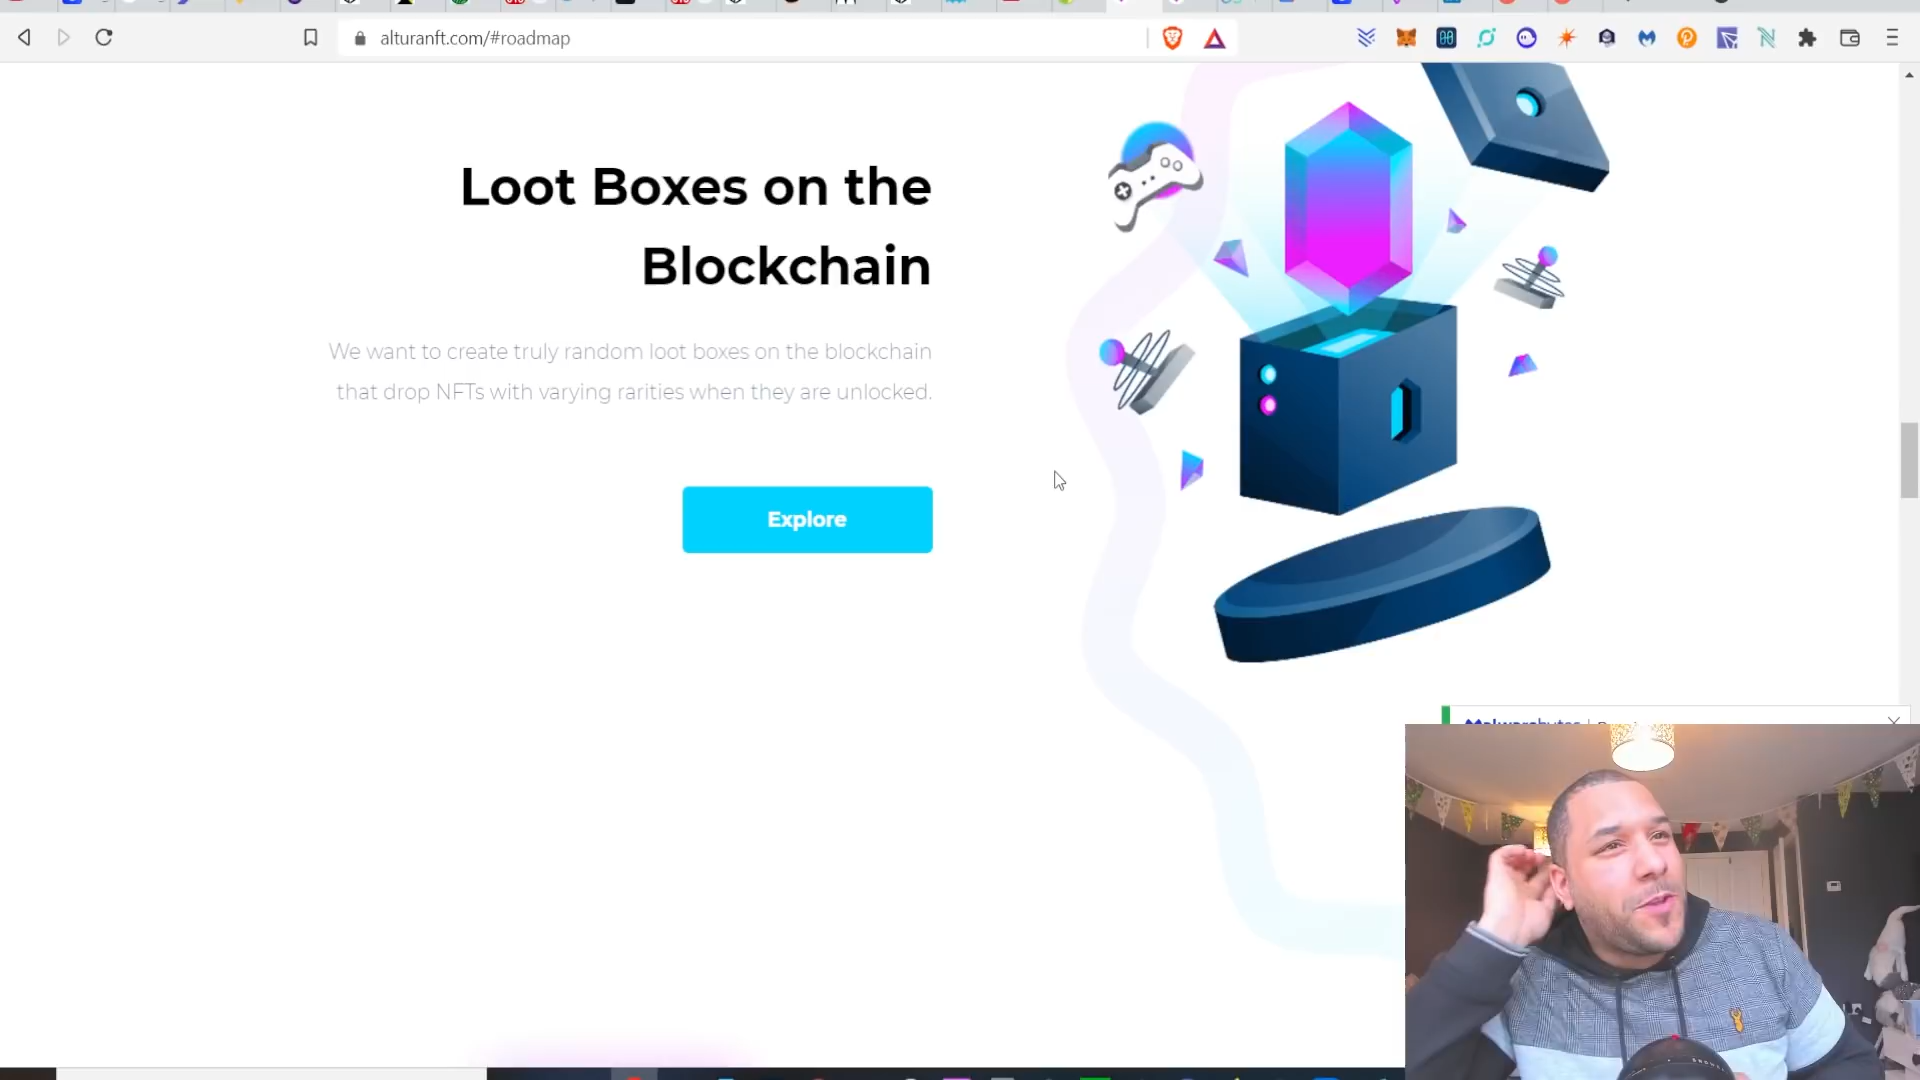 alturanft.com/#roadmap
Loot Boxes on the
Blockchain
We want to create truly random loot boxes on the blockchain
that drop NFTs with varying rarities when they are unlocked.
Explore
Malwarebytes